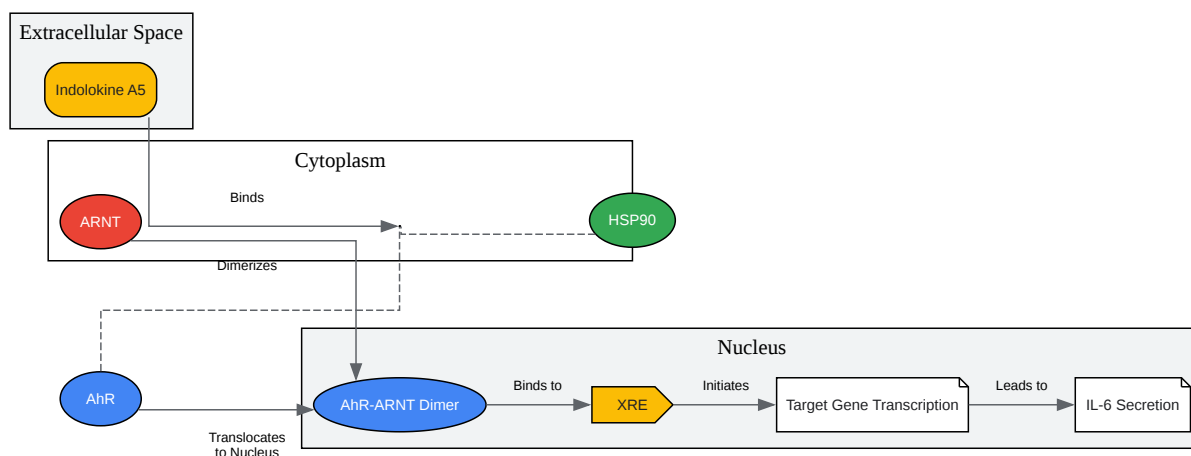 Extracellular Space
Indolokine A5
Cytoplasm
Binds
ARNT
HSP90
Dimerizes
Nucleus
AhR
AhR-ARNT Dimer
Binds to
XRE
Initiates
Target Gene Transcription
Leads to
IL-6 Secretion
Translocates
to Nucleus